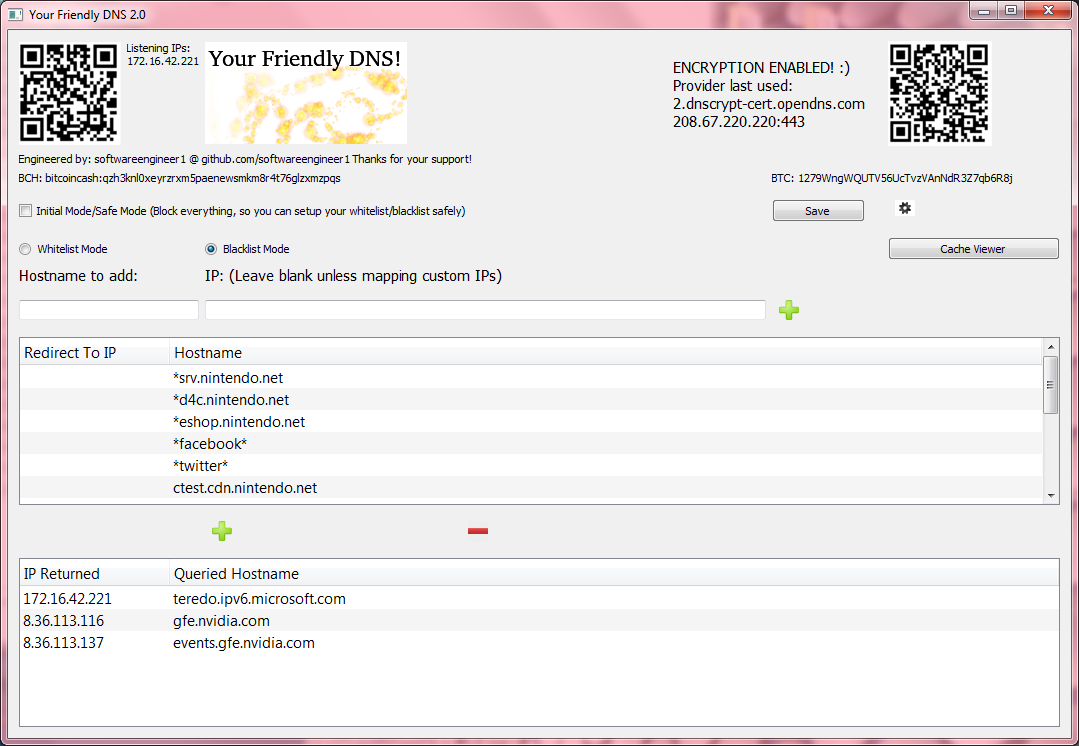 Your Friendly DNS 2.0
Listening IPs:
172.16.42.221
Your Friendly DNS!
ENCRYPTION ENABLED! :)
Provider last used:
2.dnscrypt-cert.opendns.com
208.67.220.220:443
Engineered by: softwareengineer1 @ github.com/softwareengineer1 Thanks for your support!
BCH: bitcoincash:qzh3knl0xeyrzrxm5paenewsmkm8r4t76glzxmzpqs
BTC: 1279WngWQUTV56UcTvzVAnNdR3Z7qb6R8j
Initial Mode/Safe Mode (Block everything, so you can setup your whitelist/blacklist safely)
Save
Whitelist Mode
Blacklist Mode
Cache Viewer
Hostname to add:
IP: (Leave blank unless mapping custom IPs)
Redirect To IP
Hostname
*srv.nintendo.net
*d4c.nintendo.net
*eshop.nintendo.net
*facebook*
*twitter*
ctest.cdn.nintendo.net
IP Returned
Queried Hostname
172.16.42.221 teredo.ipv6.microsoft.com
8.36.113.116 gfe.nvidia.com
8.36.113.137 events.gfe.nvidia.com